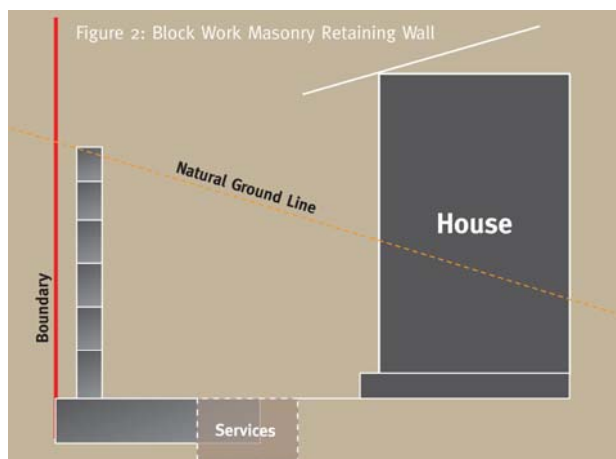 Figure 2: Block Work Masonry Retaining Wall
Natural Ground Line
House
Boundary
Services